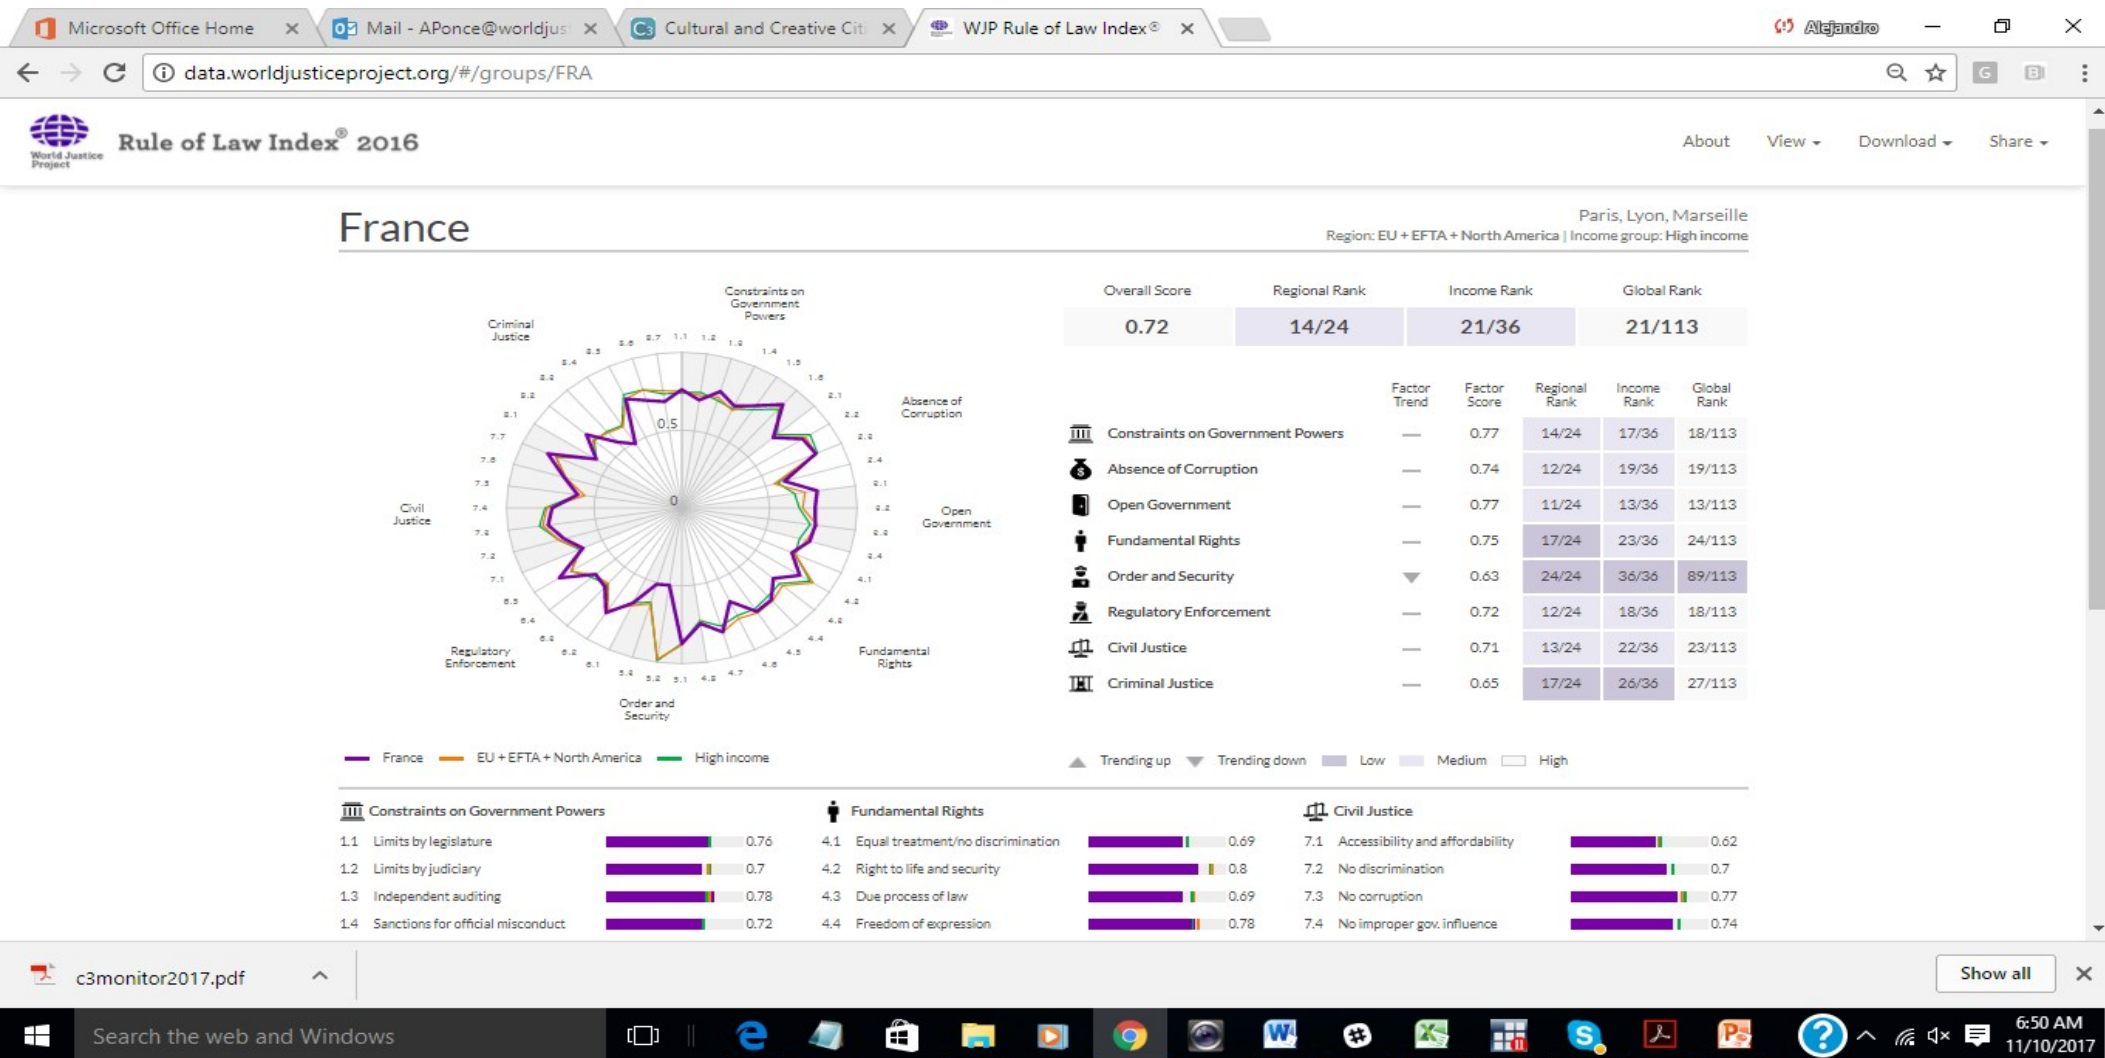 Microsoft Office Home
Mail - APonce@worldjus
Cultural and Creative Citi
WJP Rule of Law Index®
Alejandro
data.worldjusticeproject.org/#/groups/FRA
World Justice Project
Rule of Law Index® 2016
About View Download Share
France
Paris, Lyon, Marseille
Region: EU + EFTA + North America | Income group: High income
Constraints on
Government
Powers
Criminal
Justice
Absence of
Corruption
Open
Government
Fundamental
Rights
Order and
Security
Regulatory
Enforcement
Civil
Justice
0.5
0
Overall Score Regional Rank Income Rank Global Rank
0.72 14/24 21/36 21/113
Factor Trend Factor Score Regional Rank Income Rank Global Rank
Constraints on Government Powers — 0.77 14/24 17/36 18/113
Absence of Corruption — 0.74 12/24 19/36 19/113
Open Government — 0.77 11/24 13/36 13/113
Fundamental Rights — 0.75 17/24 23/36 24/113
Order and Security ▼ 0.63 24/24 36/36 89/113
Regulatory Enforcement — 0.72 12/24 18/36 18/113
Civil Justice — 0.71 13/24 22/36 23/113
Criminal Justice — 0.65 17/24 26/36 27/113
France EU + EFTA + North America High income
Trending up Trending down Low Medium High
Constraints on Government Powers
1.1 Limits by legislature 0.76
1.2 Limits by judiciary 0.7
1.3 Independent auditing 0.78
1.4 Sanctions for official misconduct 0.72
Fundamental Rights
4.1 Equal treatment/no discrimination 0.69
4.2 Right to life and security 0.8
4.3 Due process of law 0.69
4.4 Freedom of expression 0.78
Civil Justice
7.1 Accessibility and affordability 0.62
7.2 No discrimination 0.7
7.3 No corruption 0.77
7.4 No improper gov. influence 0.74
c3monitor2017.pdf
Show all
Search the web and Windows
6:50 AM
11/10/2017